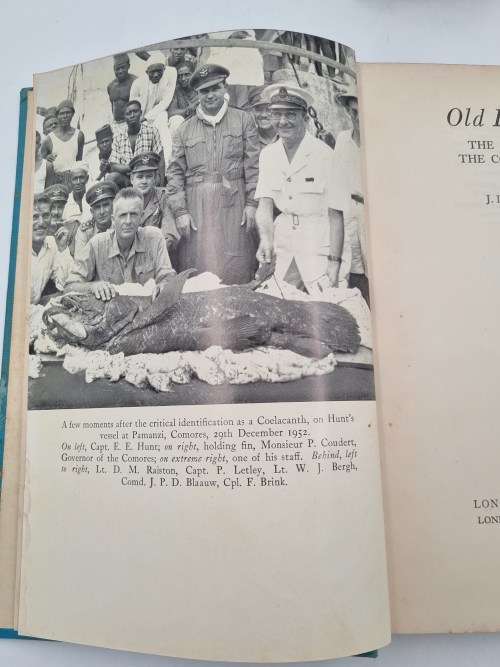 A few moments after the critical identification as a Coelacanth, on Hunt's
vessel at Pamanzi, Comores, 29th December 1952.
On left, Capt. E. E. Hunt; on right, holding fin, Monsieur P. Coudert,
Governor of the Comores; on extreme right, one of his staff. Behind, left
to right, Lt. D. M. Ralston, Capt. P. Letley, Lt. W. J. Bergh,
Comd. J. P. D. Blaauw, Cpl. F. Brink.
Old
THE
THE C
J. L
LON
LON